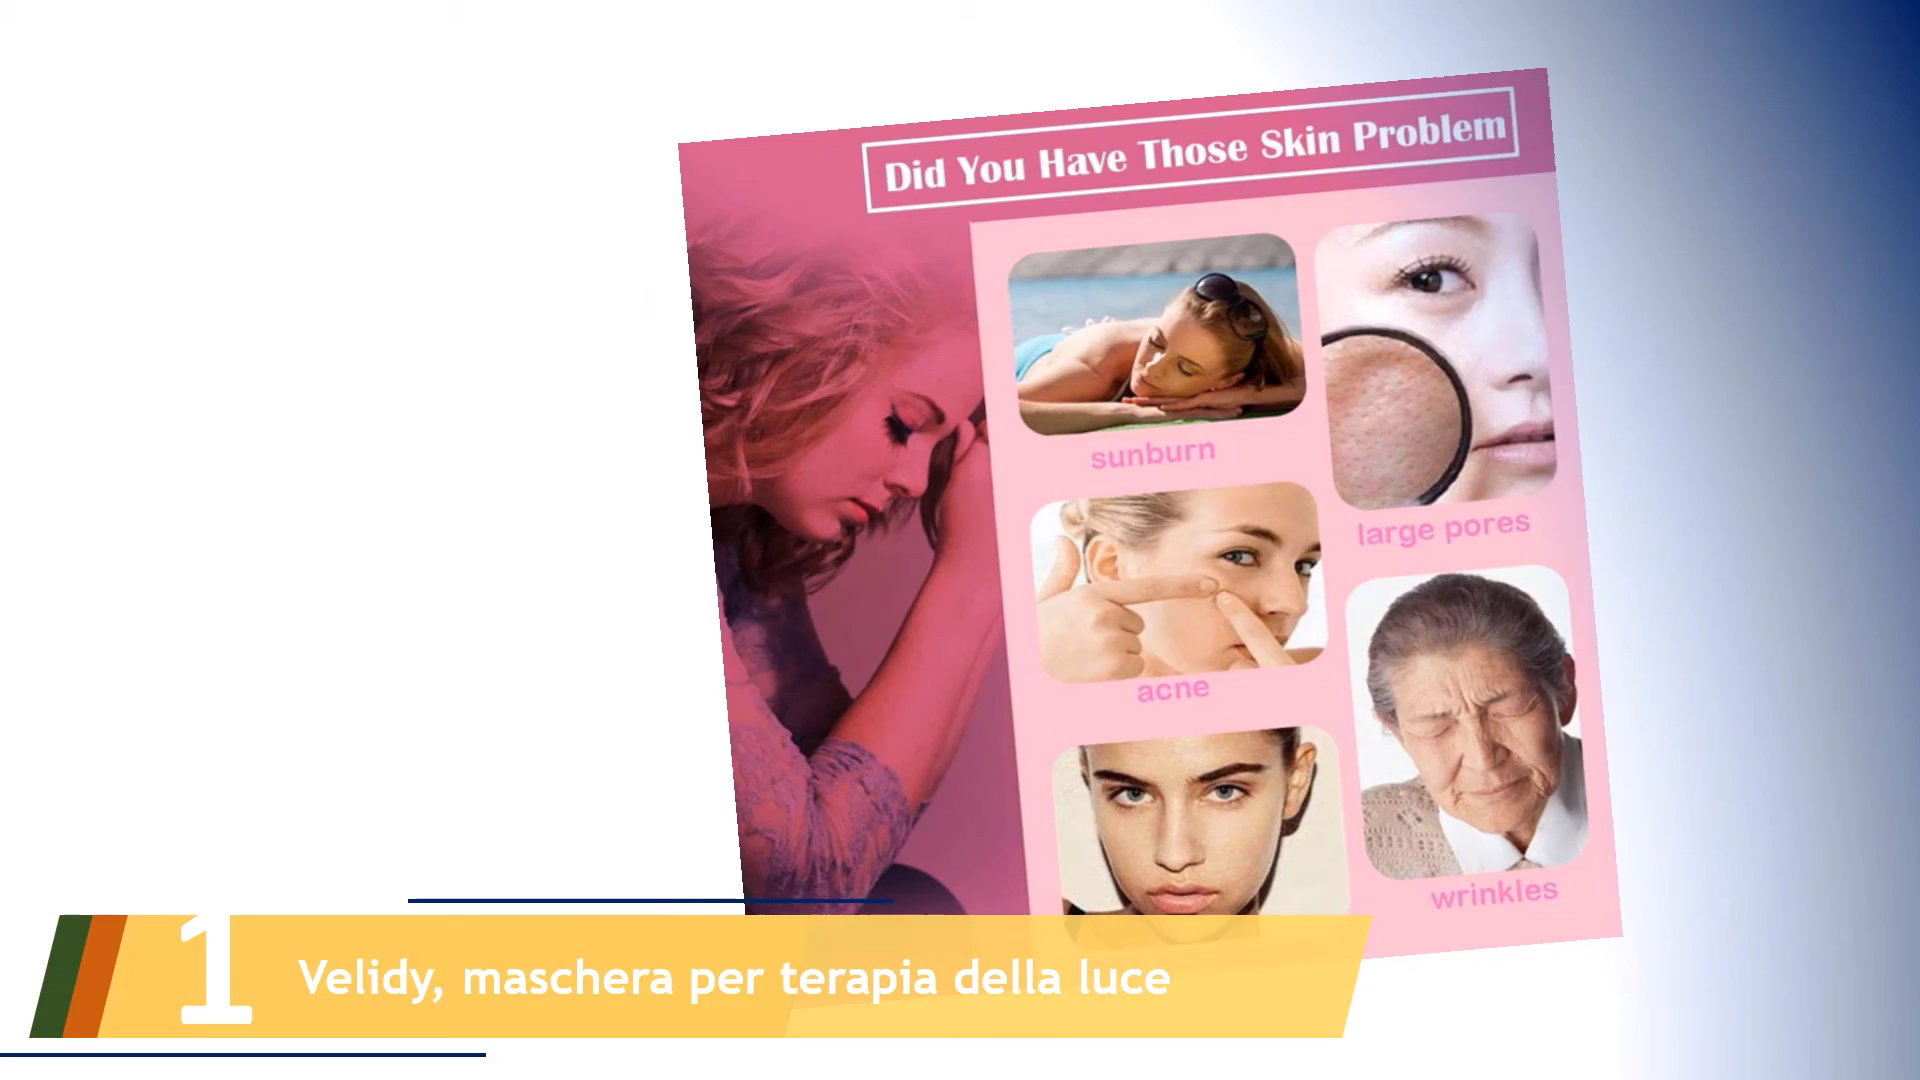 Did You Have Those Skin Problem
sunburn
large pores
acne
wrinkles
1
Velidy, maschera per terapia della luce